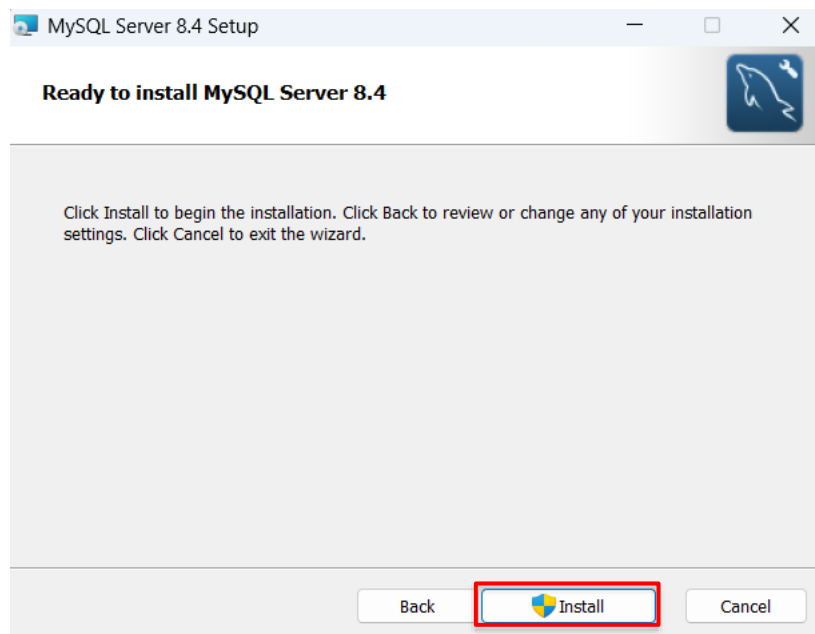 MySQL Server 8.4 Setup
Ready to install MySQL Server 8.4
Click Install to begin the installation. Click Back to review or change any of your installation
settings. Click Cancel to exit the wizard.
Back
Install
Cancel